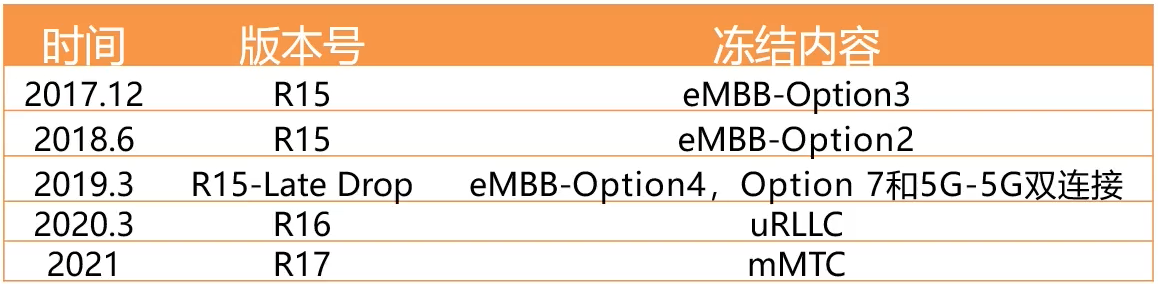 时间 版本号 冻结内容
2017.12 R15 eMBB-Option3
2018.6 R15 eMBB-Option2
2019.3 R15-Late Drop eMBB-Option4，Option 7和5G-5G双连接
2020.3 R16 uRLLC
2021 R17 mMTC